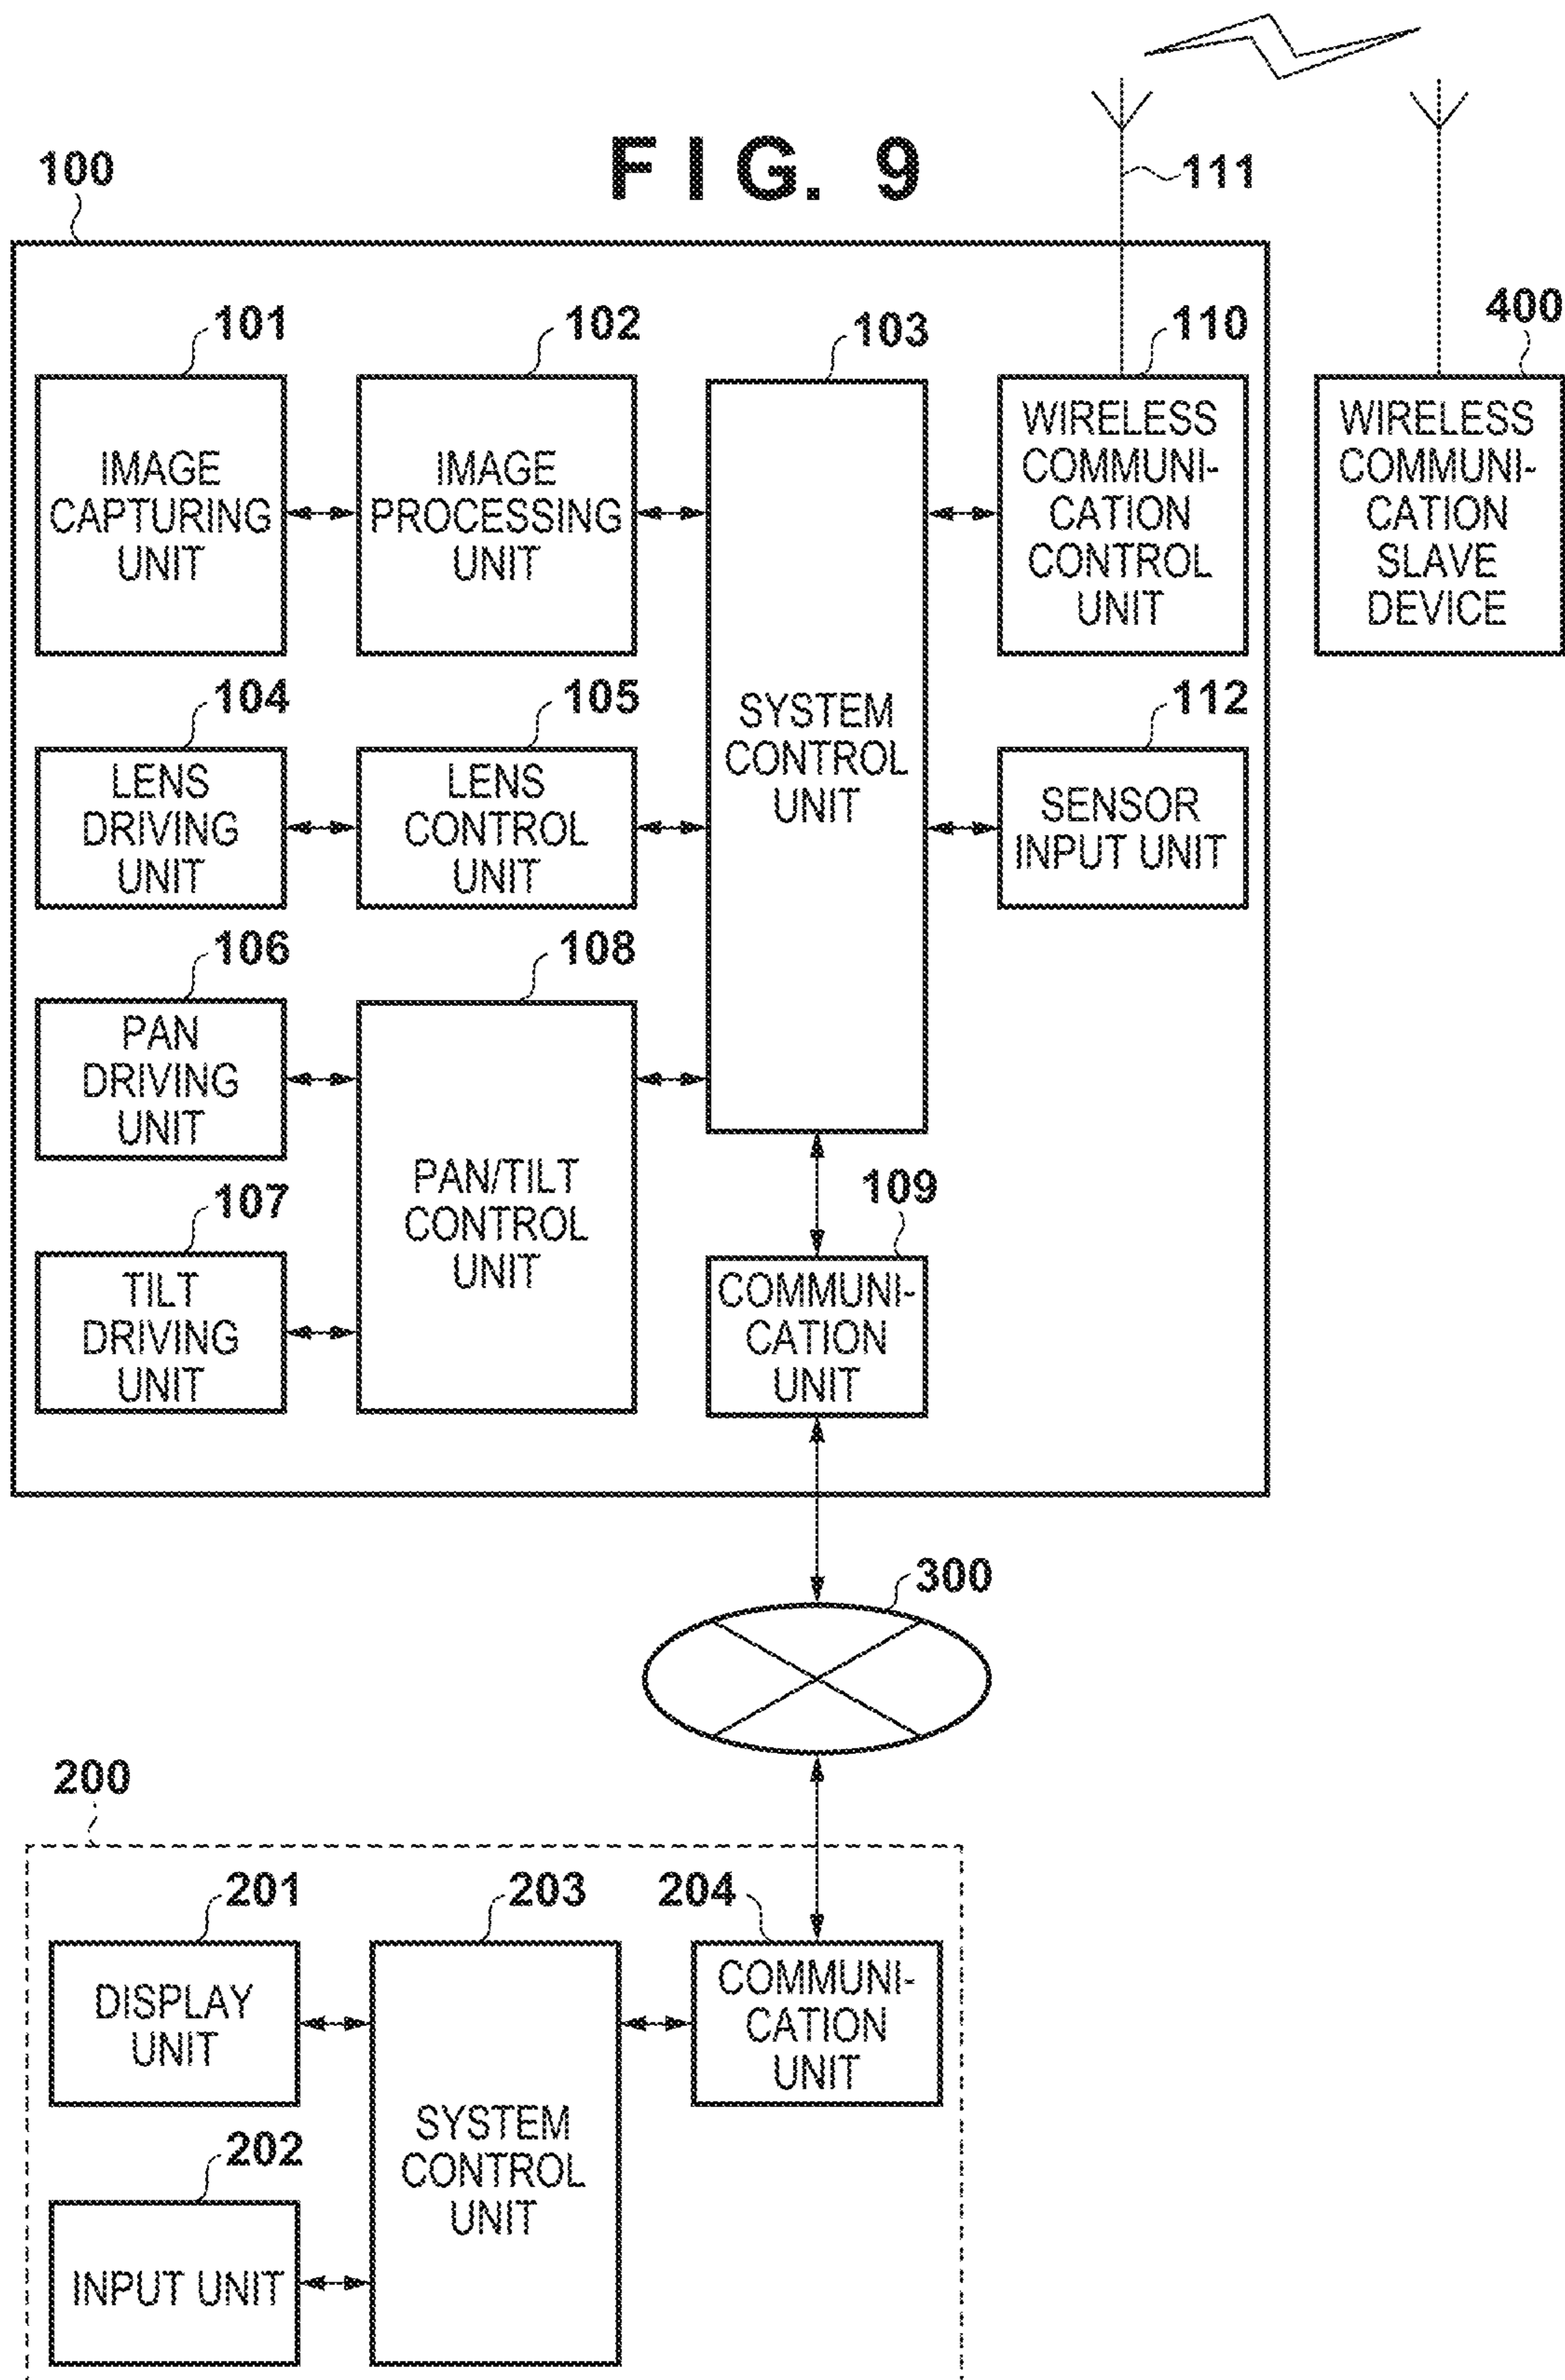 FIG. 9
100
111
101
102
103
110
400
IMAGE
CAPTURING
UNIT
IMAGE
PROCESSING
UNIT
SYSTEM
CONTROL
UNIT
WIRELESS
COMMUNI-
CATION
CONTROL
UNIT
WIRELESS
COMMUNI-
CATION
SLAVE
DEVICE
104
105
112
LENS
DRIVING
UNIT
LENS
CONTROL
UNIT
SENSOR
INPUT UNIT
106
108
PAN
DRIVING
UNIT
PAN/TILT
CONTROL
UNIT
107
109
TILT
DRIVING
UNIT
COMMUNI-
CATION
UNIT
300
200
201
203
204
DISPLAY
UNIT
SYSTEM
CONTROL
UNIT
COMMUNI-
CATION
UNIT
202
INPUT UNIT